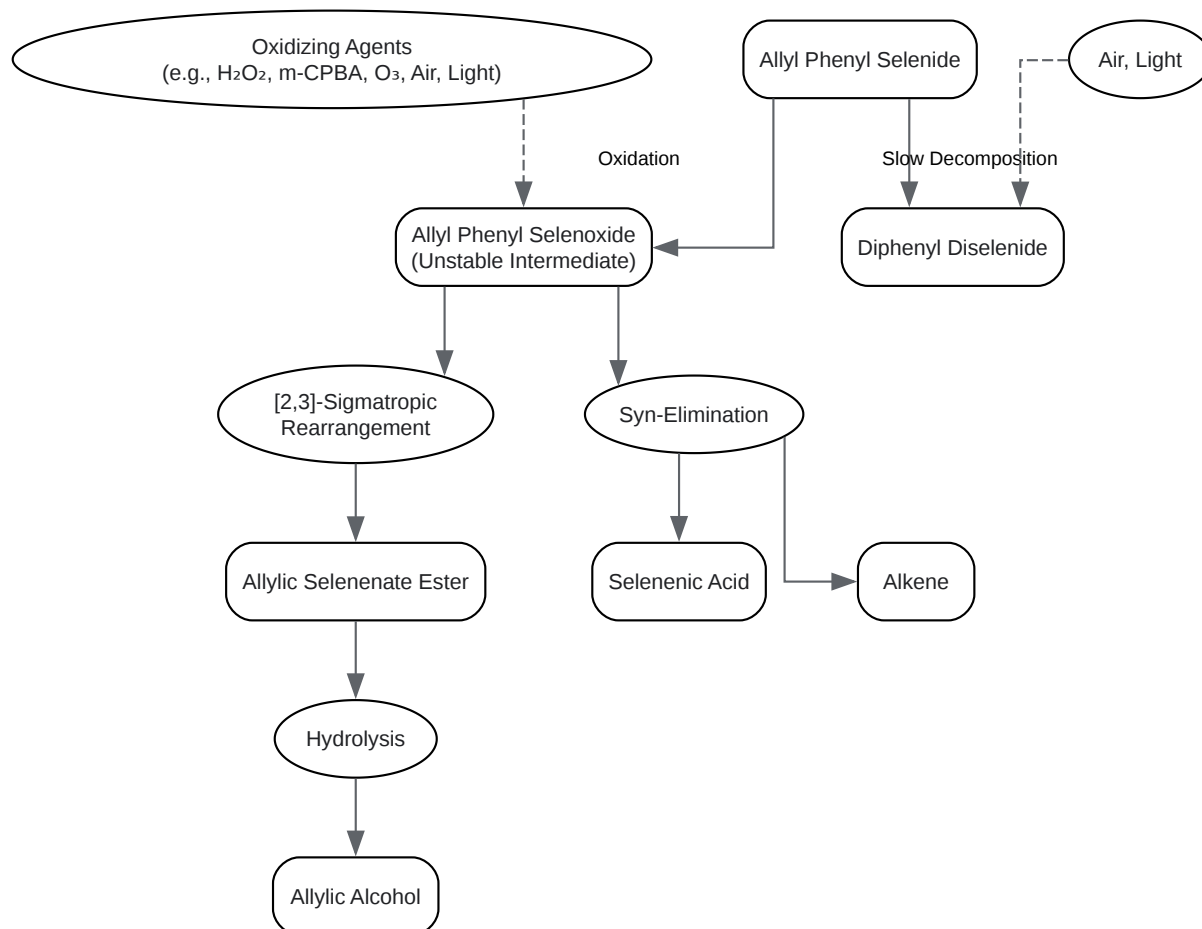 Oxidizing Agents
(e.g., H₂O₂, m-CPBA, O₃, Air, Light)
Allyl Phenyl Selenide
Air, Light
Oxidation
Slow Decomposition
Allyl Phenyl Selenoxide
(Unstable Intermediate)
Diphenyl Diselenide
[2,3]-Sigmatropic
Rearrangement
Syn-Elimination
Allylic Selenenate Ester
Selenenic Acid
Alkene
Hydrolysis
Allylic Alcohol